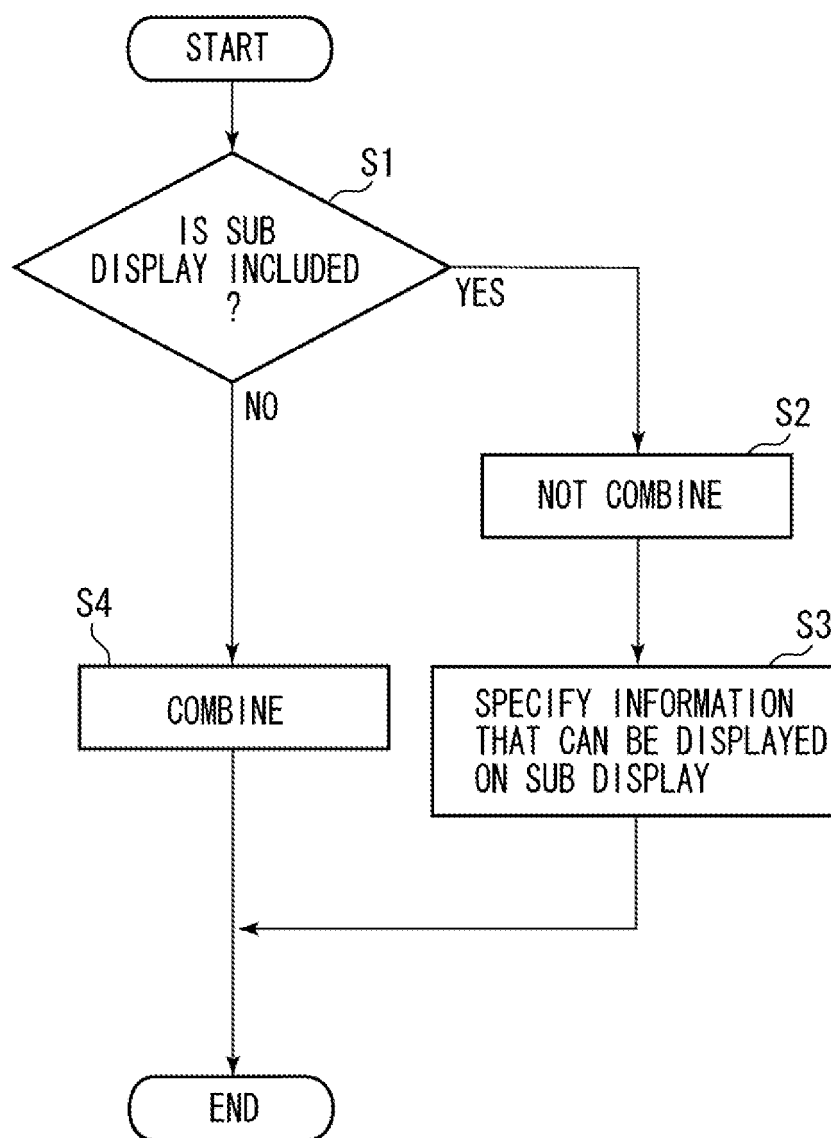 START
S1
IS SUB
DISPLAY INCLUDED
?
YES
NO
S2
NOT COMBINE
S4
COMBINE
S3
SPECIFY INFORMATION
THAT CAN BE DISPLAYED
ON SUB DISPLAY
END